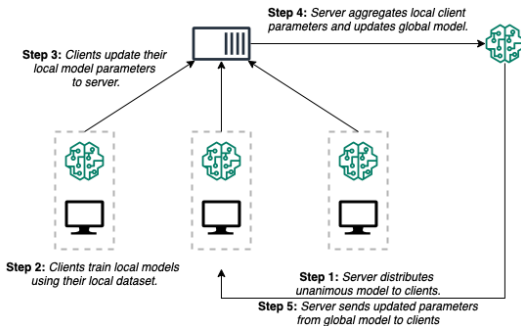 Step 4: Server aggregates local client
parameters and updates global model.
Step 3: Clients update their
local model parameters
to server.
Step 2: Clients train local models
using their local dataset.
Step 1: Server distributes
unanimous model to clients.
Step 5: Server sends updated parameters
from global model to clients